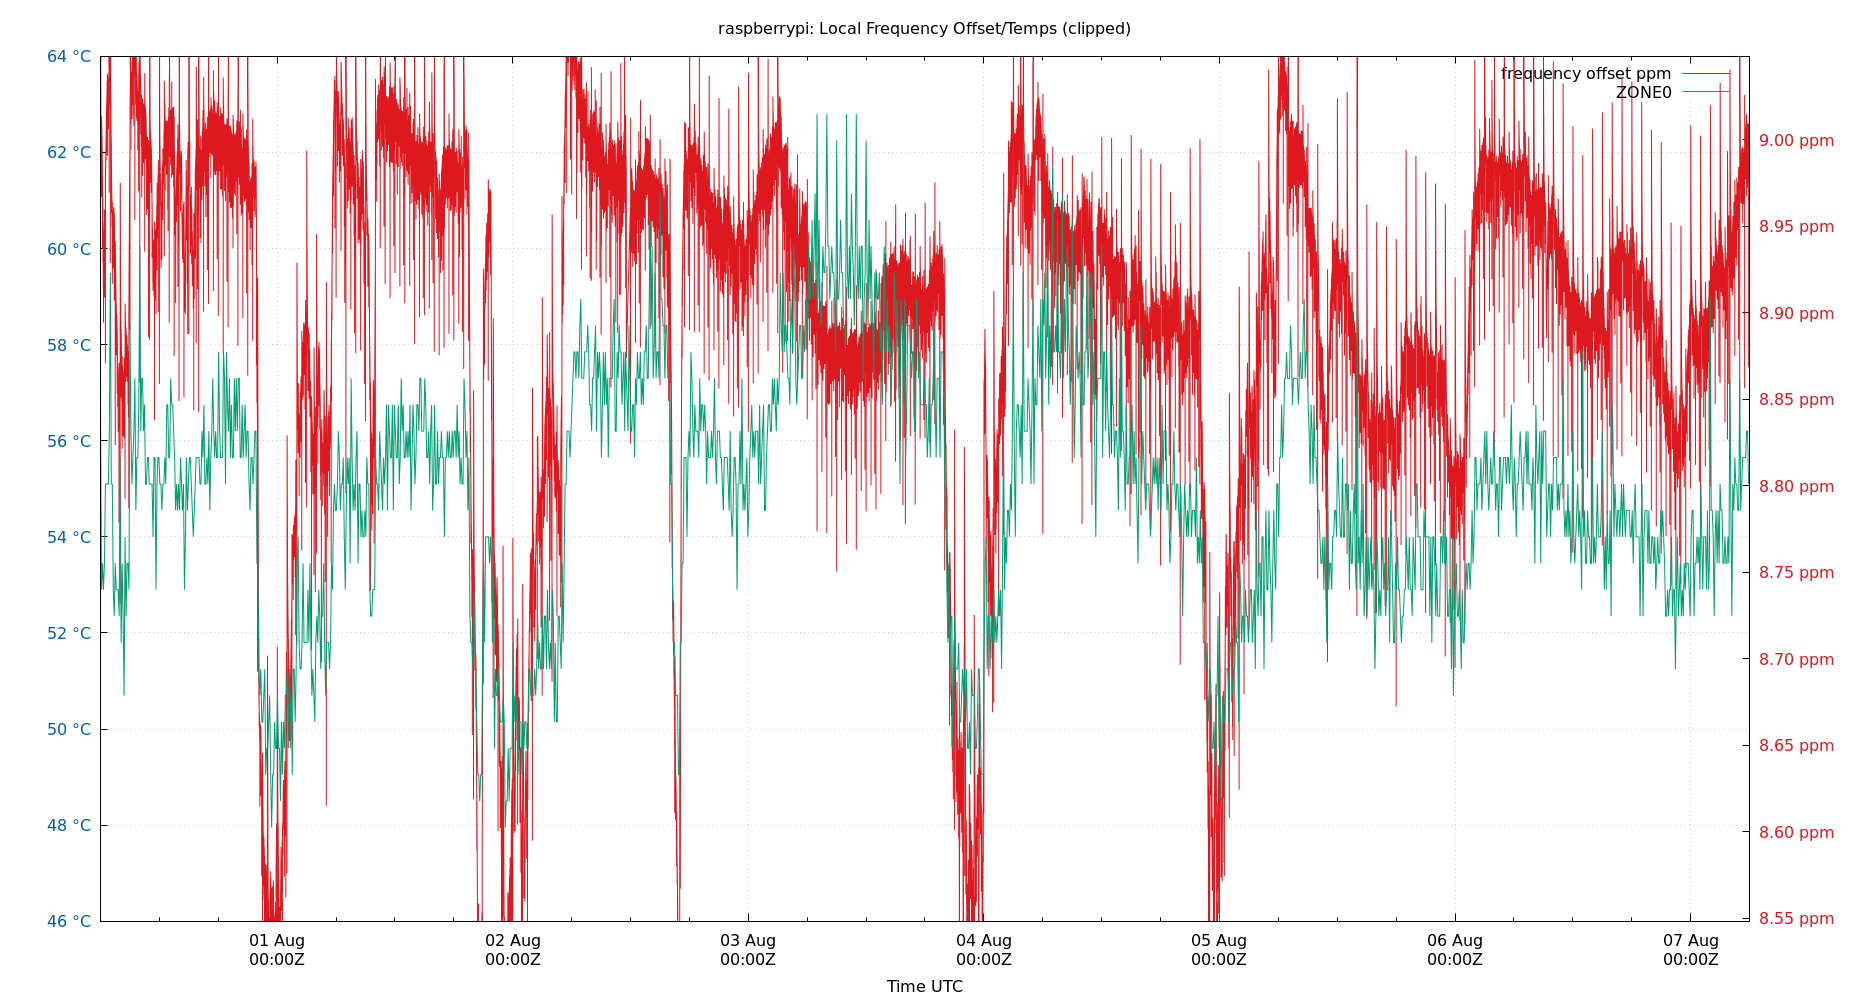 raspberrypi: Local Frequency Offset/Temps (clipped)
64 °C
62 °C
60 °C
58 °C
56 °C
54 °C
52 °C
50 °C
48 °C
46 °C
frequency offset ppm
ZONE0
9.00 ppm
8.95 ppm
8.90 ppm
8.85 ppm
8.80 ppm
8.75 ppm
8.70 ppm
8.65 ppm
8.60 ppm
8.55 ppm
01 Aug
00:00Z
02 Aug
00:00Z
03 Aug
00:00Z
04 Aug
00:00Z
05 Aug
00:00Z
06 Aug
00:00Z
07 Aug
00:00Z
Time UTC